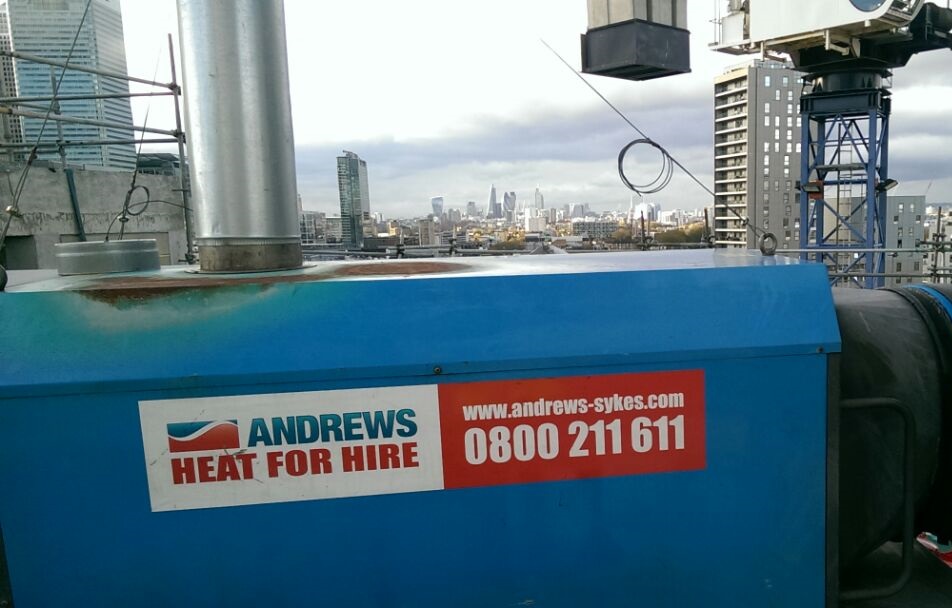 ANDREWS
HEAT FOR HIRE
www.andrews-sykes.com
0800 211 611